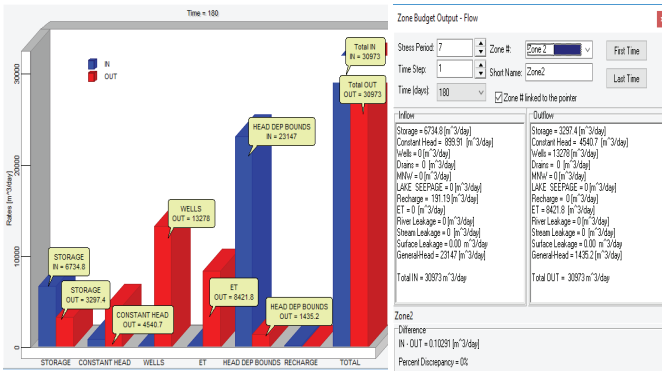 Time = 180
IN
OUT
Total IN
IN = 30973
Total OUT
OUT = 30973
HEAD DEP BOUNDS
IN = 23147
WELLS
OUT = 13278
STORAGE
IN = 6734.8
STORAGE
OUT = 3297.4
CONSTANT HEAD
OUT = 4540.7
ET
OUT = 8421.8
HEAD DEP BOUNDS
OUT = 1435.2
Rates [m^3/day]
30000
20000
10000
0
STORAGE CONSTANT HEAD WELLS ET HEAD DEP BOUNDS RECHARGE TOTAL
Zone Budget Output - Flow
Stress Period: 7 Zone #: Zone 2 First Time
Time Step: 1 Short Name: Zone2 Last Time
Time [days]: 180 Zone # linked to the pointer
Inflow
Storage = 6734.8 [m^3/day]
Constant Head = 899.91 [m^3/day]
Wells = 0 [m^3/day]
Drains = 0 [m^3/day]
MNW = 0 [m^3/day]
LAKE SEEPAGE = 0 [m^3/day]
Recharge = 191.19 [m^3/day]
ET = 0 [m^3/day]
River Leakage = 0 [m^3/day]
Stream Leakage = 0 [m^3/day]
Surface Leakage = 0.00 m^3/day
General-Head = 23147 [m^3/day]
Total IN = 30973 m^3/day
Outflow
Storage = 3297.4 [m^3/day]
Constant Head = 4540.7 [m^3/day]
Wells = 13278 [m^3/day]
Drains = 0 [m^3/day]
MNW = 0 [m^3/day]
LAKE SEEPAGE = 0 [m^3/day]
Recharge = 0 [m^3/day]
ET = 8421.8 [m^3/day]
River Leakage = 0 [m^3/day]
Stream Leakage = 0 [m^3/day]
Surface Leakage = 0.00 m^3/day
General-Head = 1435.2 [m^3/day]
Total OUT = 30973 m^3/day
Zone2
Difference
IN - OUT = 0.10291 [m^3/day]
Percent Discrepancy = 0%